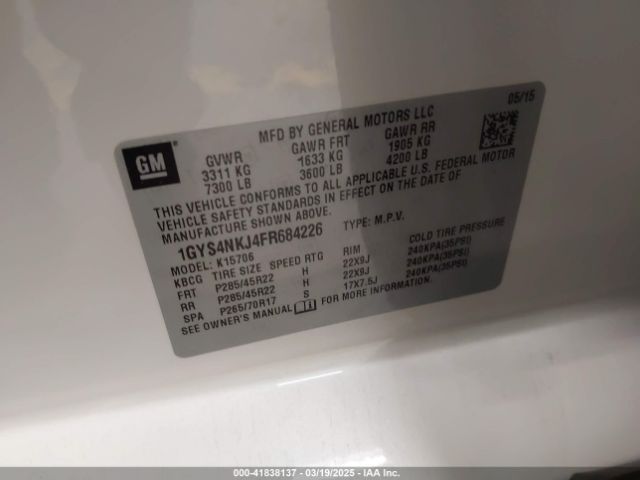 05/15
MFD BY GENERAL MOTORS LLC
GM
GVWR GAWR FRT GAWR RR
3311 KG 1633 KG 1905 KG
7300 LB 3600 LB 4200 LB
THIS VEHICLE CONFORMS TO ALL APPLICABLE U.S. FEDERAL MOTOR
VEHICLE SAFETY STANDARDS IN EFFECT ON THE DATE OF
MANUFACTURE SHOWN ABOVE.
1GYS4NKJ4FR684226 TYPE: M.P.V.
MODEL: K15706
KBCG TIRE SIZE SPEED RTG RIM COLD TIRE PRESSURE
FRT P285/45R22 H 22X9J 240KPA(35PSI)
RR P285/45R22 H 22X9J 240KPA(35PSI)
SPA P265/70R17 S 17X7.5J 240KPA(35PSI)
SEE OWNER'S MANUAL FOR MORE INFORMATION.
000-41838137 - 03/19/2025 - IAA Inc.